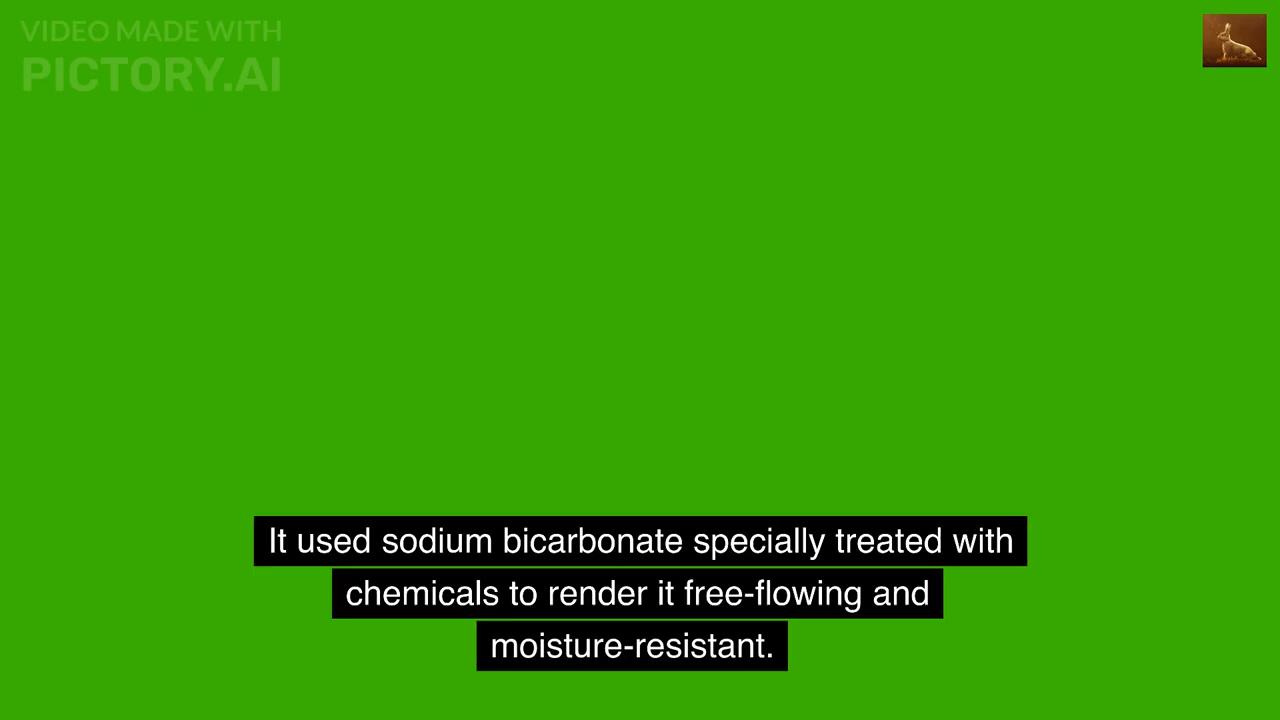 VIDEO MADE WITH
PICTORY.AI
It used sodium bicarbonate specially treated with
chemicals to render it free-flowing and
moisture-resistant.